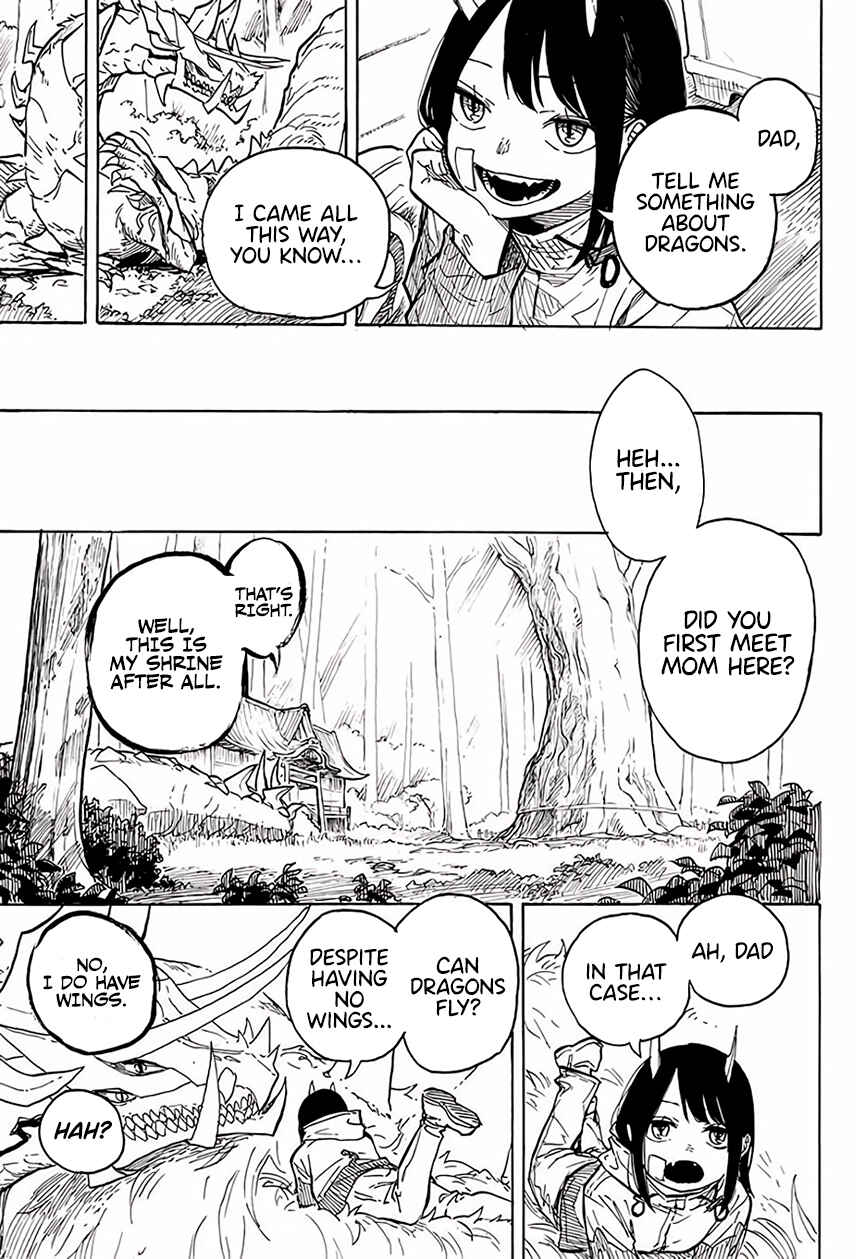 DAD,
TELL ME
SOMETHING
ABOUT
DRAGONS.
I CAME ALL
THIS WAY,
YOU KNOW...
HEH...
THEN,
DID YOU
FIRST MEET
MOM HERE?
THAT'S
RIGHT.
WELL,
THIS IS
MY SHRINE
AFTER ALL.
AH, DAD
IN THAT
CASE...
CAN
DRAGONS
FLY?
DESPITE
HAVING
NO
WINGS...
NO,
I DO HAVE
WINGS.
HAH?